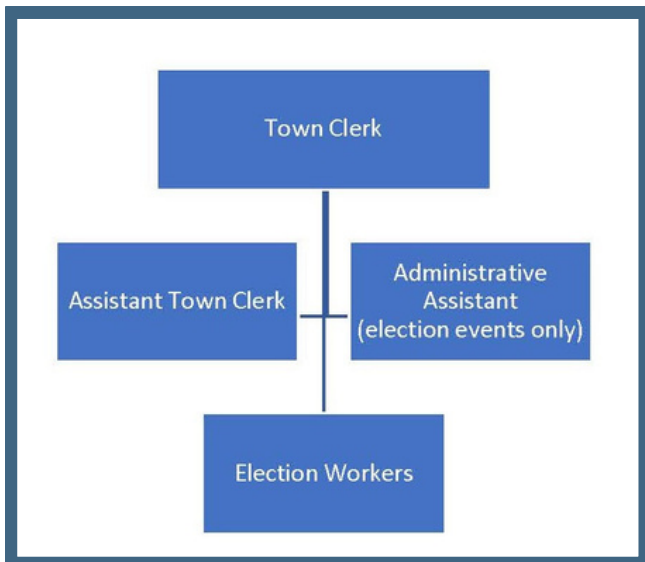 Town Clerk
Assistant Town Clerk
Administrative
Assistant
(election events only)
Election Workers